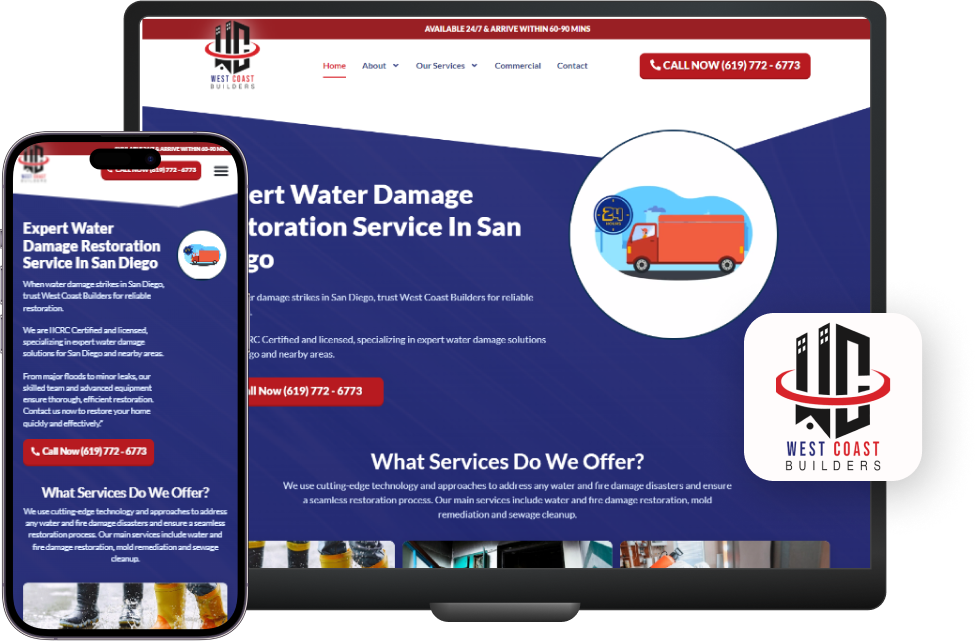 AVAILABLE 24/7 & ARRIVE WITHIN 60-90 MINS
WEST COAST
BUILDERS
Home
About
Our Services
Commercial
Contact
CALL NOW (619) 772 - 6773
ert Water Damage
toration Service In San
go
r damage strikes in San Diego, trust West Coast Builders for reliable
RC Certified and licensed, specializing in expert water damage solutions
go and nearby areas.
all Now (619) 772 - 6773
24
What Services Do We Offer?
We use cutting-edge technology and approaches to address any water and fire damage disasters and ensure
a seamless restoration process. Our main services include water and fire damage restoration, mold
remediation and sewage cleanup.
& ARRIVE WITHIN 60-90 MIN
BUILDERS
CALL NOW (619) 772 - 6773
Expert Water
Damage Restoration
Service In San Diego
When water damage strikes in San Diego,
trust West Coast Builders for reliable
restoration.
We are IICRC Certified and licensed,
specializing in expert water damage
solutions for San Diego and nearby areas.
From major floods to minor leaks, our
skilled team and advanced equipment
ensure thorough, efficient restoration.
Contact us now to restore your home
quickly and effectively."
Call Now (619) 772 - 6773
What Services Do We Offer?
We use cutting-edge technology and approaches to address
any water and fire damage disasters and ensure a seamless
restoration process. Our main services include water and
fire damage restoration, mold remediation and sewage
cleanup.
WEST COAST
BUILDERS